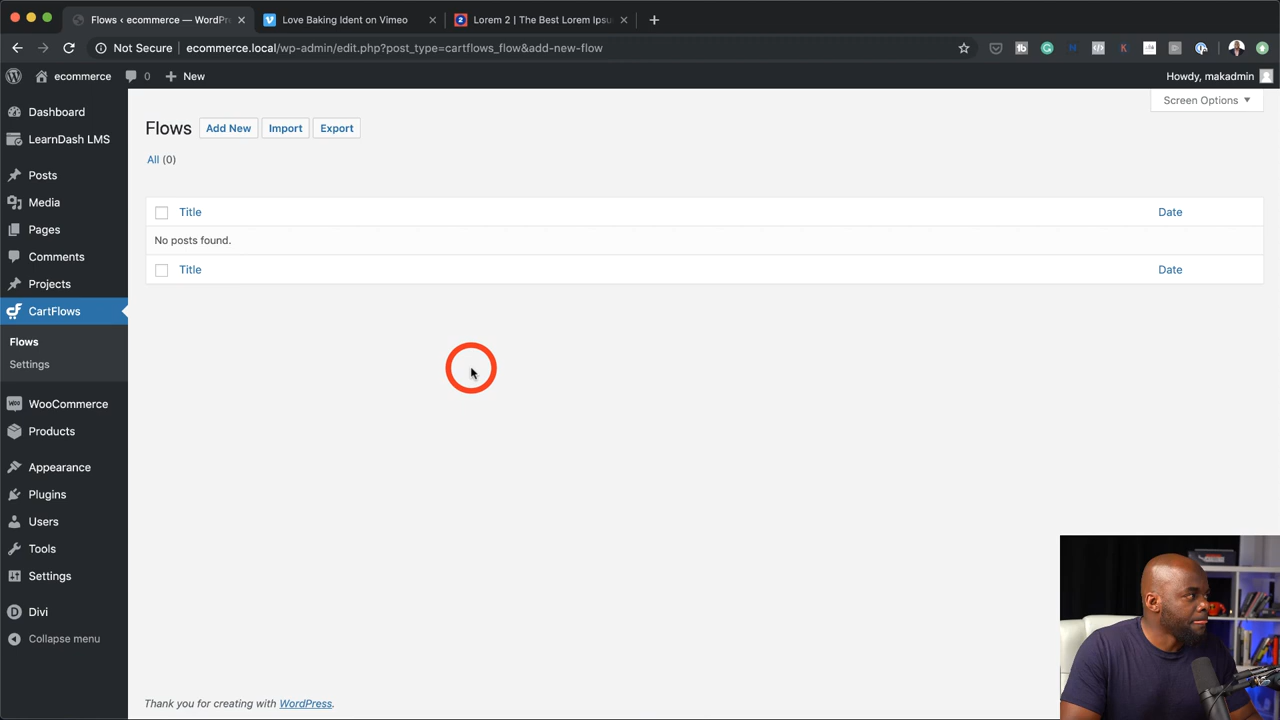 Flows ‹ ecommerce — WordPr
Love Baking Ident on Vimeo
Lorem 2 | The Best Lorem Ipsu
Not Secure
ecommerce.local/wp-admin/edit.php?post_type=cartflows_flow&add-new-flow
ecommerce
0
New
Howdy, makadmin
Screen Options
Dashboard
LearnDash LMS
Posts
Media
Pages
Comments
Projects
CartFlows
Flows
Settings
WooCommerce
Products
Appearance
Plugins
Users
Tools
Settings
Divi
Collapse menu
Flows
Add New
Import
Export
All (0)
Title
Date
No posts found.
Title
Date
Thank you for creating with WordPress.